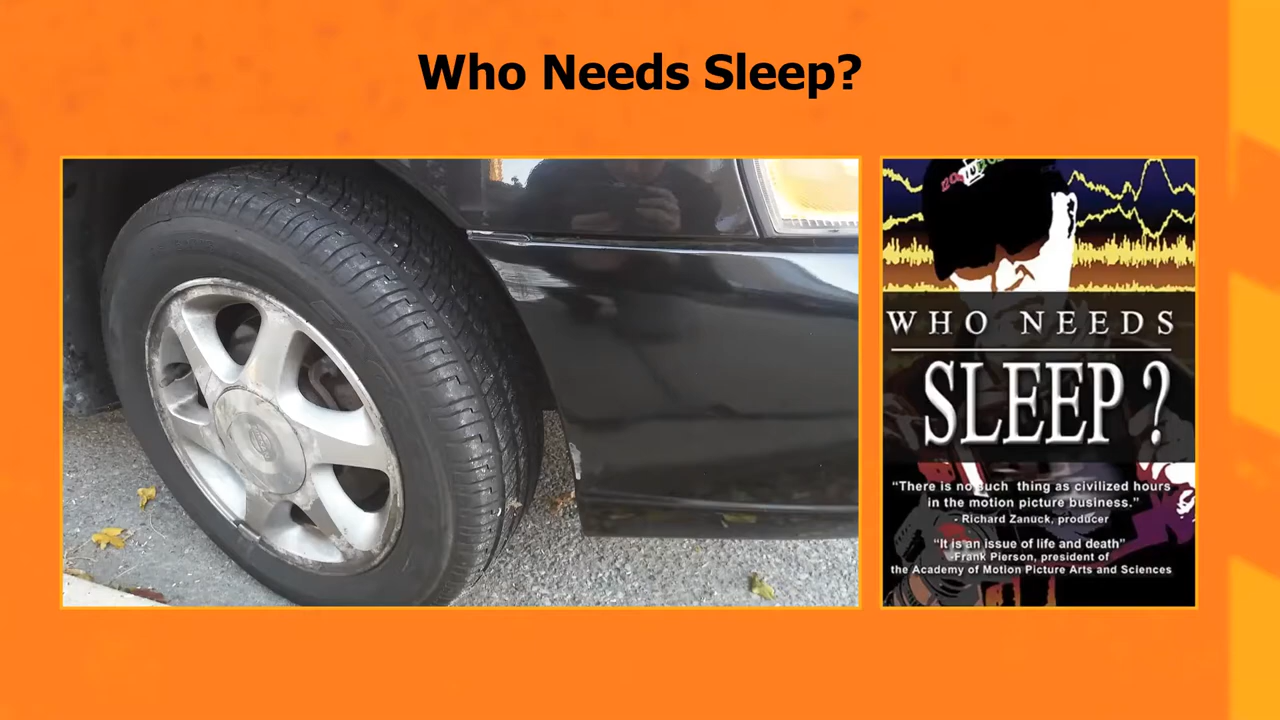 Who Needs Sleep?
WHO NEEDS
SLEEP?
“There is no such thing as civilized hours
in the motion picture business.”
- Richard Zanuck, producer
“It is an issue of life and death”
-Frank Pierson, president of
the Academy of Motion Picture Arts and Sciences